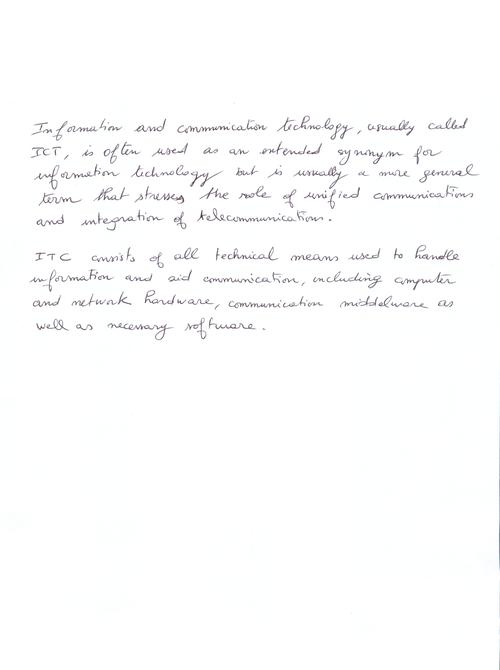 Information and communication technology, usually called
ICT, is often used as an extended synonym for
information technology but is usually a more general
term that stresses the role of unified communications
and integration of telecommunications.
ITC consists of all technical means used to handle
information and aid communication, including computer
and network hardware, communication middelware as
well as necessary software.